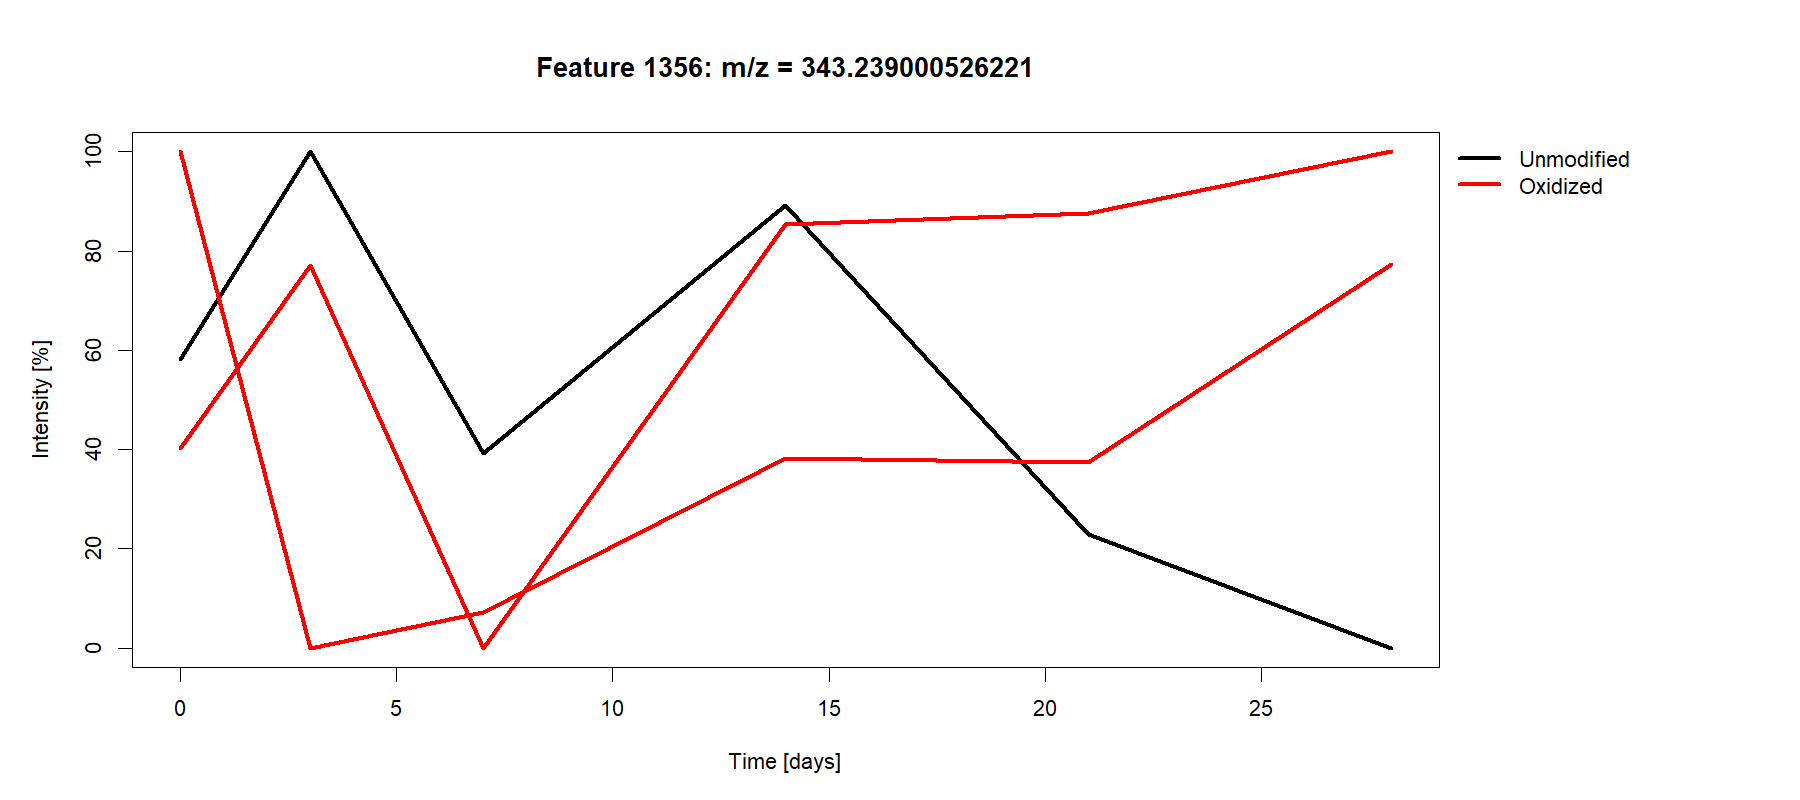 Feature 1356: m/z = 343.239000526221
Unmodified
Oxidized
Intensity [%]
100
80
60
40
20
0
0 5 10 15 20 25
Time [days]